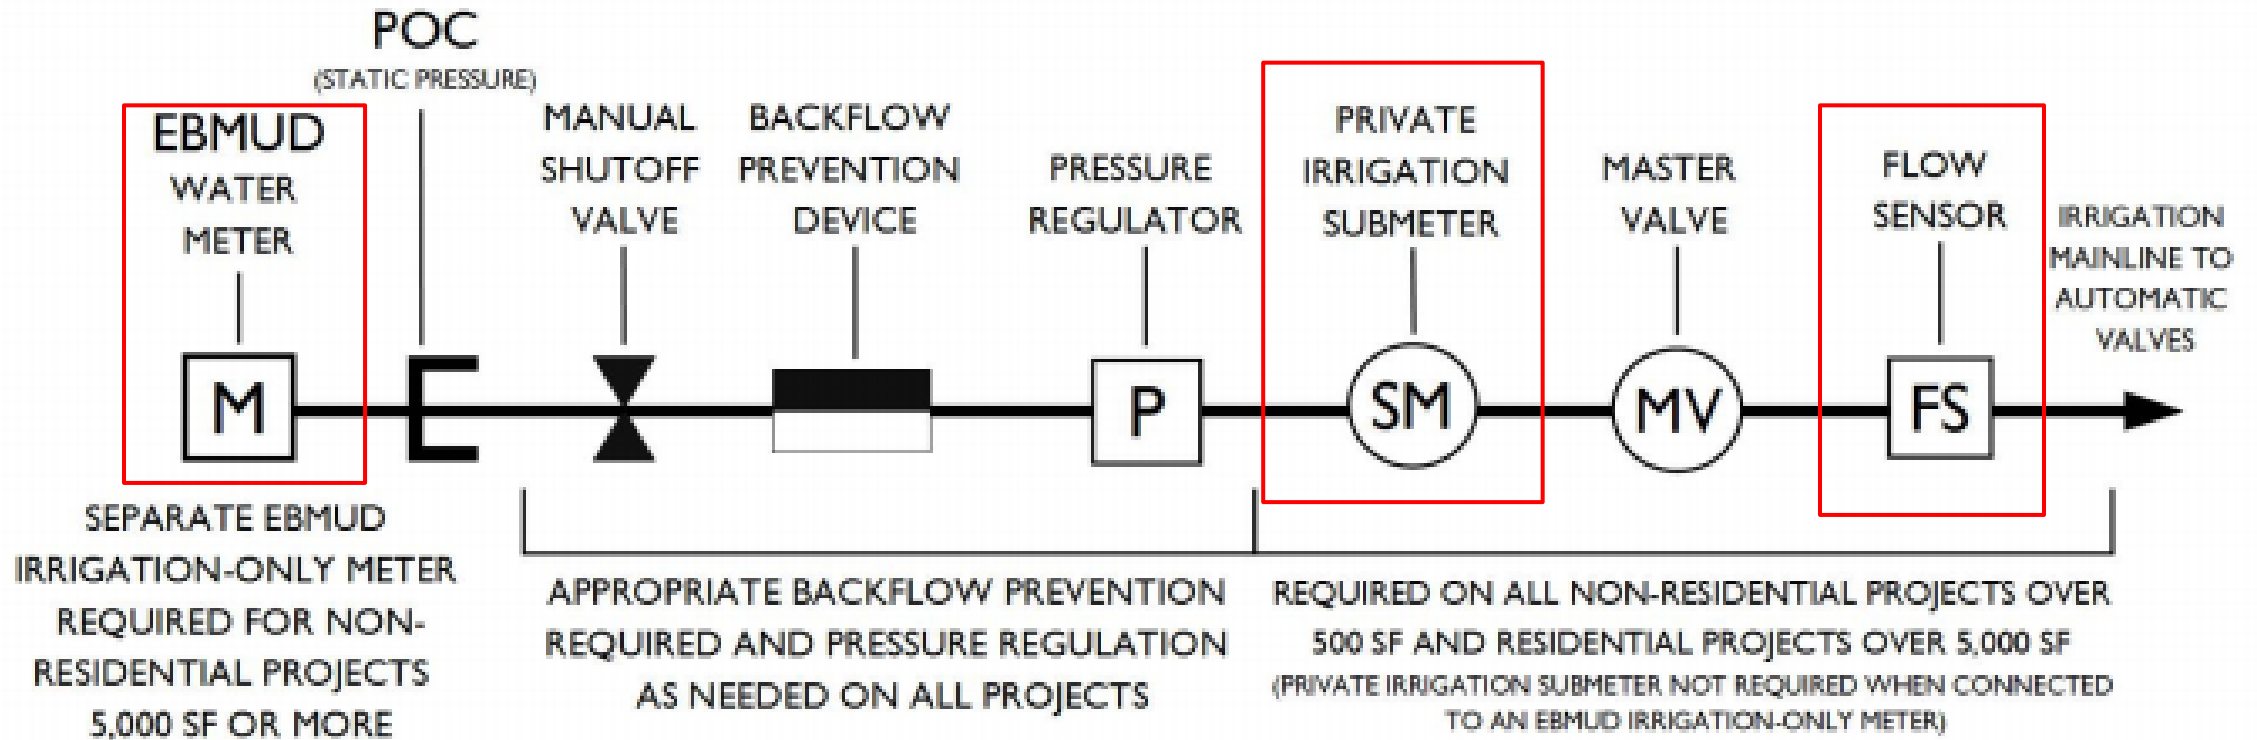 POC
(STATIC PRESSURE)
EBMUD
WATER
METER
MANUAL
SHUTOFF
VALVE
BACKFLOW
PREVENTION
DEVICE
PRESSURE
REGULATOR
PRIVATE
IRRIGATION
SUBMETER
MASTER
VALVE
FLOW
SENSOR
IRRIGATION
MAINLINE TO
AUTOMATIC
VALVES
M
P
SM
MV
FS
SEPARATE EBMUD
IRRIGATION-ONLY METER
REQUIRED FOR NON-
RESIDENTIAL PROJECTS
5,000 SF OR MORE
APPROPRIATE BACKFLOW PREVENTION
REQUIRED AND PRESSURE REGULATION
AS NEEDED ON ALL PROJECTS
REQUIRED ON ALL NON-RESIDENTIAL PROJECTS OVER
500 SF AND RESIDENTIAL PROJECTS OVER 5,000 SF
(PRIVATE IRRIGATION SUBMETER NOT REQUIRED WHEN CONNECTED
TO AN EBMUD IRRIGATION-ONLY METER)